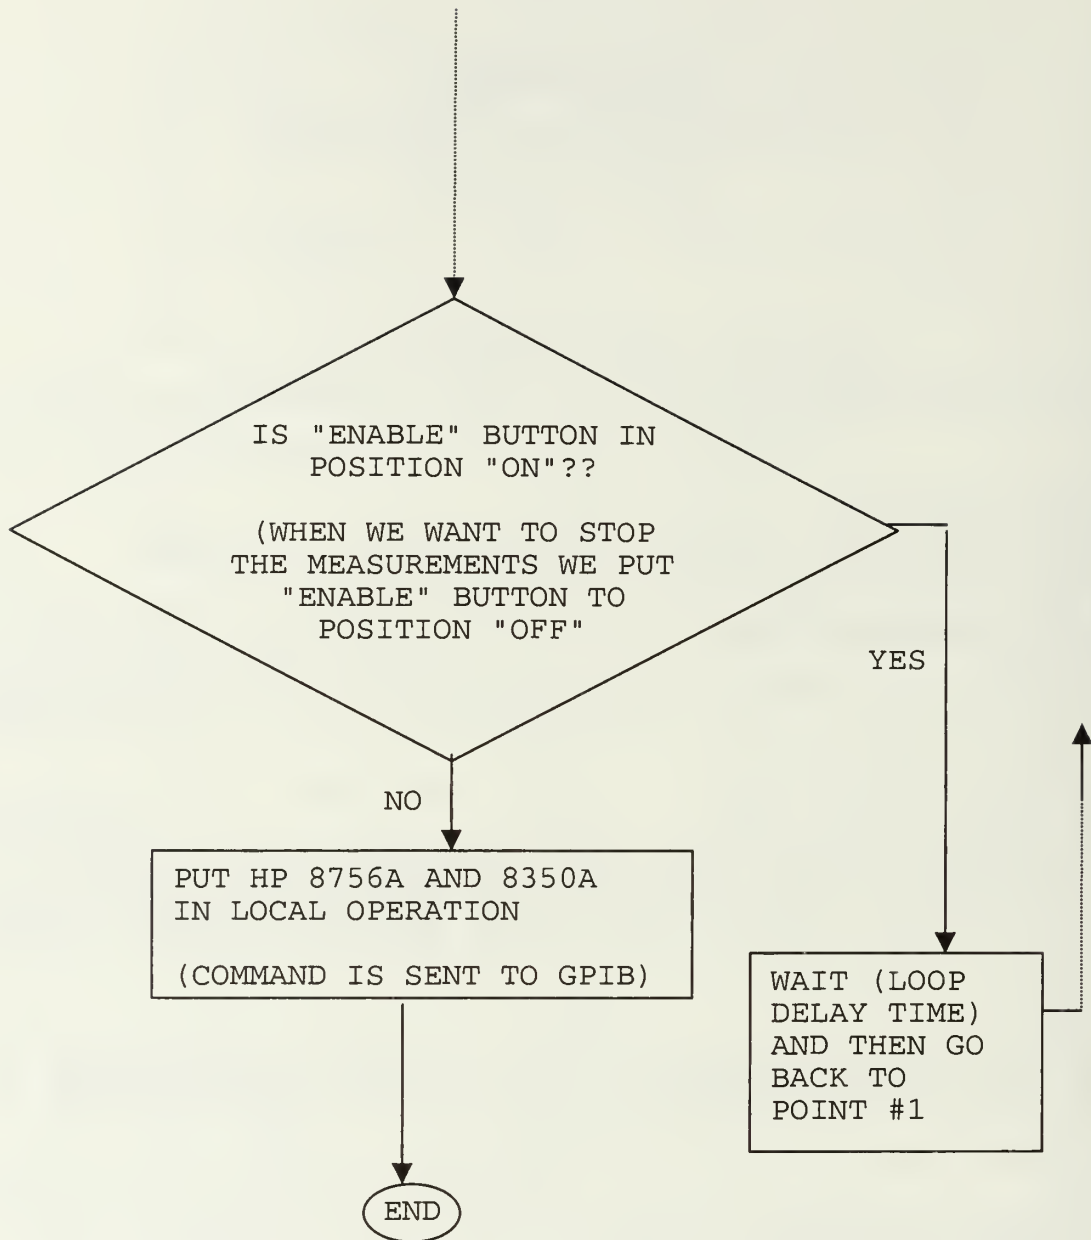 IS "ENABLE" BUTTON IN
POSITION "ON"??
(WHEN WE WANT TO STOP
THE MEASUREMENTS WE PUT
"ENABLE" BUTTON TO
POSITION "OFF"
YES
NO
PUT HP 8756A AND 8350A
IN LOCAL OPERATION
(COMMAND IS SENT TO GPIB)
WAIT (LOOP
DELAY TIME)
AND THEN GO
BACK TO
POINT #1
END